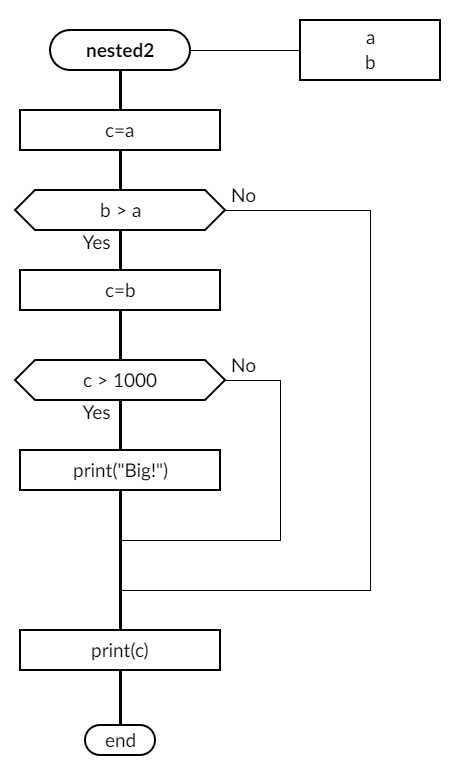 nested2
a
b
c=a
b > a
No
Yes
c=b
c > 1000
No
Yes
print("Big!")
print(c)
end